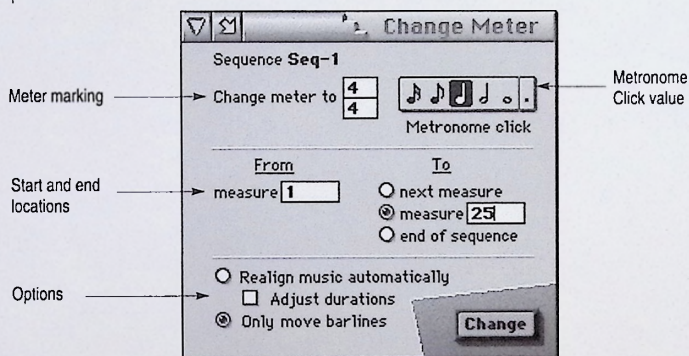 Change Meter
Sequence Seq-1
Meter marking
Change meter to 4
4
Metronome
Click value
Metronome click
From
To
Start and end
locations
measure 1
next measure
measure 25
end of sequence
Options
Realign music automatically
Adjust durations
Only move barlines
Change